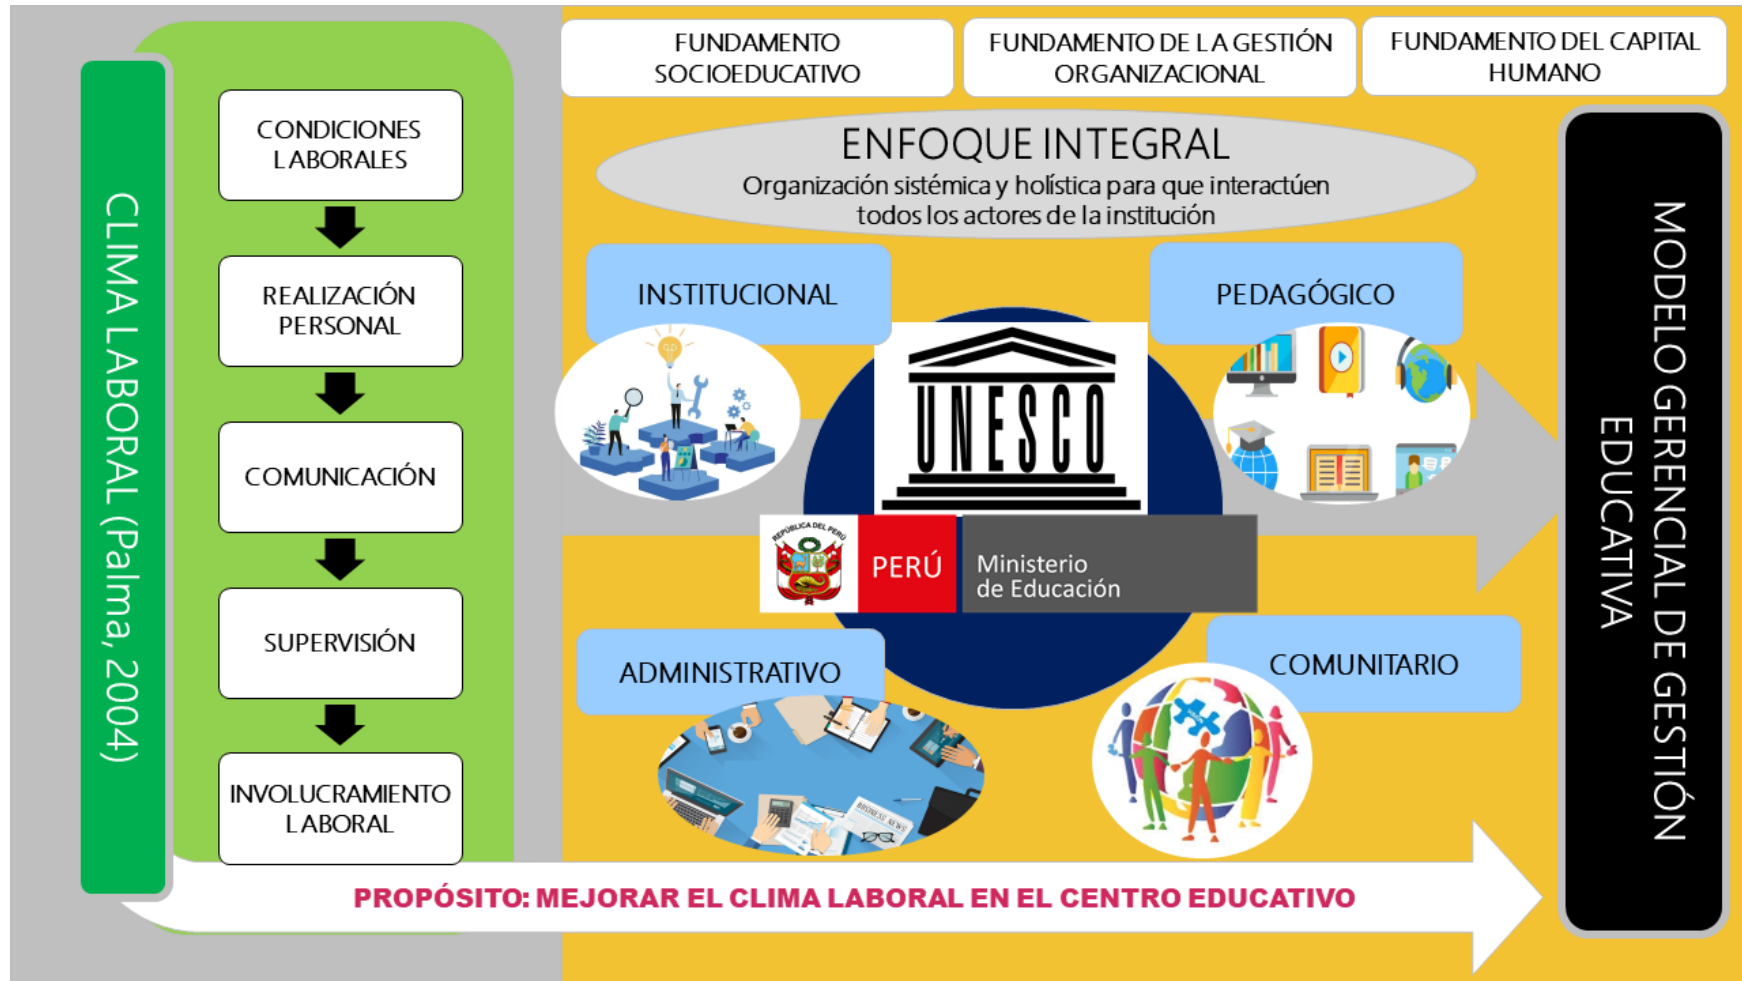 FUNDAMENTO
SOCIOEDUCATIVO
FUNDAMENTO DE LA GESTIÓN
ORGANIZACIONAL
FUNDAMENTO DEL CAPITAL
HUMANO
CLIMA LABORAL (Palma, 2004)
CONDICIONES
LABORALES
REALIZACIÓN
PERSONAL
COMUNICACIÓN
SUPERVISIÓN
INVOLUCRAMIENTO
LABORAL
ENFOQUE INTEGRAL
Organización sistémica y holística para que interactúen
todos los actores de la institución
INSTITUCIONAL
PEDAGÓGICO
UNESCO
REPÚBLICA DEL PERÚ
PERÚ
Ministerio
de Educación
ADMINISTRATIVO
COMUNITARIO
BUSINESS NEWS
PROPÓSITO: MEJORAR EL CLIMA LABORAL EN EL CENTRO EDUCATIVO
MODELO GERENCIAL DE GESTIÓN
EDUCATIVA